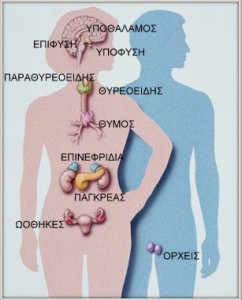 ΥΠΟΘΑΛΑΜΟΣ
ΕΠΙΦΥΣΗ
ΥΠΟΦΥΣΗ
ΠΑΡΑΘΥΡΕΟΕΙΔΗΣ
ΘΥΡΕΟΕΙΔΗΣ
ΘΥΜΟΣ
ΕΠΙΝΕΦΡΙΔΙΑ
ΠΑΓΚΡΕΑΣ
ΩΟΘΗΚΕΣ
ΟΡΧΕΙΣ